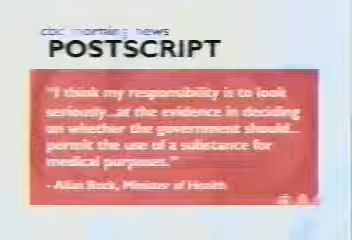 cbc morning news
POSTSCRIPT
"I think my responsibility is to look
seriously...at the evidence in deciding
on whether the government should...
permit the use of a substance for
medical purposes."
- Allan Rock, Minister of Health